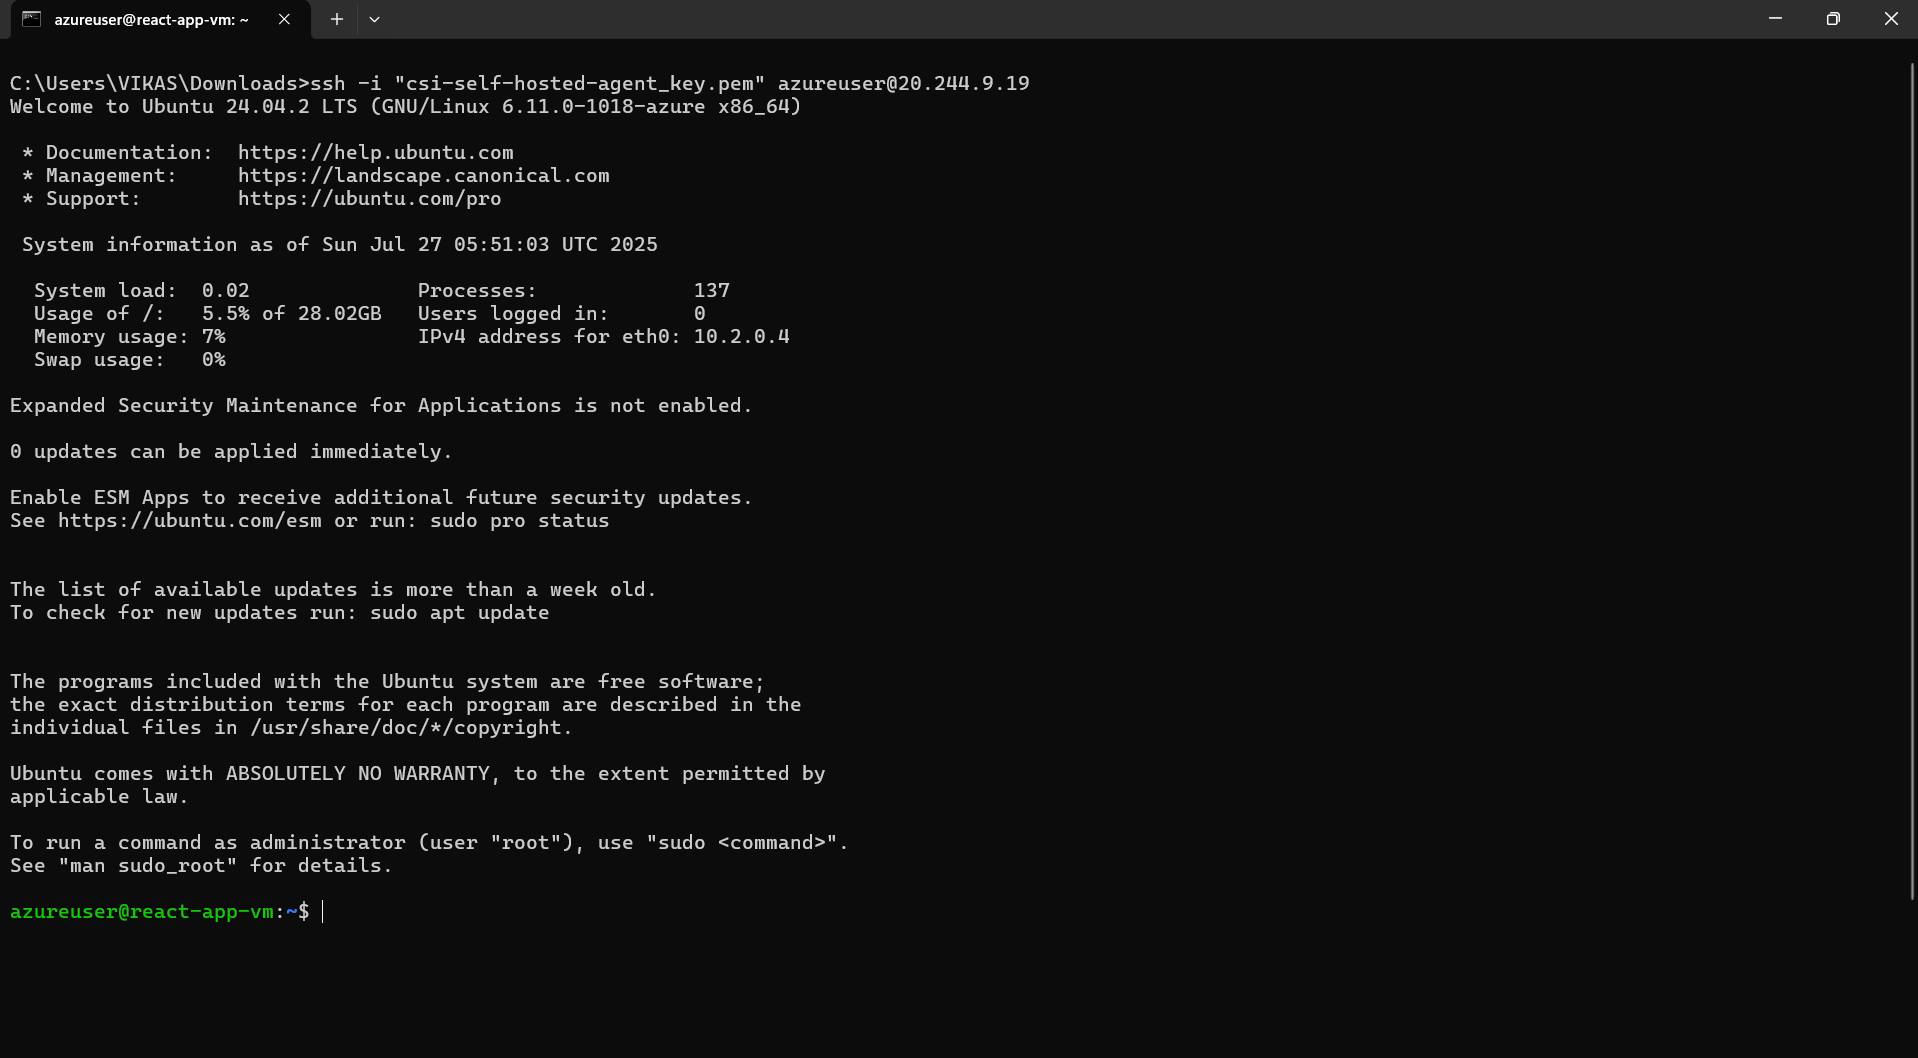 azureuser@react-app-vm: ~
C:\Users\VIKAS\Downloads>ssh -i "csi-self-hosted-agent_key.pem" azureuser@20.244.9.19
Welcome to Ubuntu 24.04.2 LTS (GNU/Linux 6.11.0-1018-azure x86_64)

 * Documentation:  https://help.ubuntu.com
 * Management:     https://landscape.canonical.com
 * Support:        https://ubuntu.com/pro

 System information as of Sun Jul 27 05:51:03 UTC 2025

  System load:  0.02              Processes:             137
  Usage of /:   5.5% of 28.02GB   Users logged in:       0
  Memory usage: 7%                IPv4 address for eth0: 10.2.0.4
  Swap usage:   0%

Expanded Security Maintenance for Applications is not enabled.

0 updates can be applied immediately.

Enable ESM Apps to receive additional future security updates.
See https://ubuntu.com/esm or run: sudo pro status

The list of available updates is more than a week old.
To check for new updates run: sudo apt update

The programs included with the Ubuntu system are free software;
the exact distribution terms for each program are described in the
individual files in /usr/share/doc/*/copyright.

Ubuntu comes with ABSOLUTELY NO WARRANTY, to the extent permitted by
applicable law.

To run a command as administrator (user "root"), use "sudo <command>".
See "man sudo_root" for details.

azureuser@react-app-vm:~$